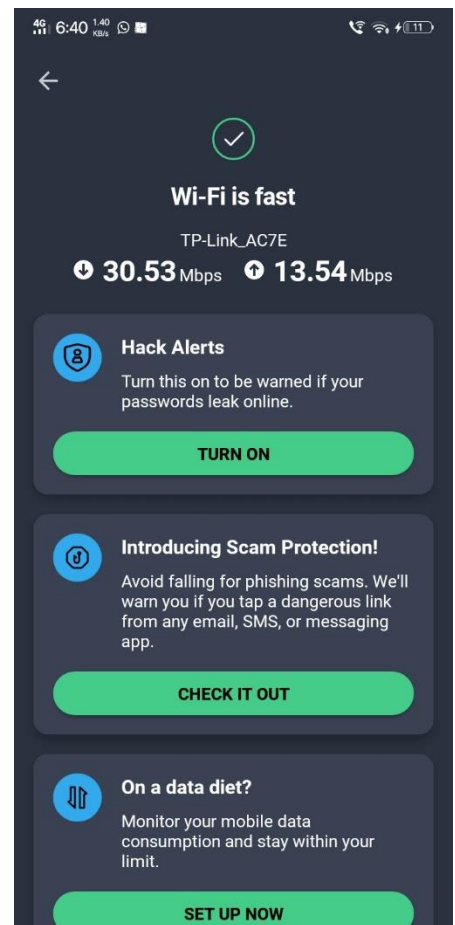 4G 6:40 1.40 KB/s 11
Wi-Fi is fast
TP-Link_AC7E
30.53 Mbps 13.54 Mbps
Hack Alerts
Turn this on to be warned if your
passwords leak online.
TURN ON
Introducing Scam Protection!
Avoid falling for phishing scams. We'll
warn you if you tap a dangerous link
from any email, SMS, or messaging
app.
CHECK IT OUT
On a data diet?
Monitor your mobile data
consumption and stay within your
limit.
SET UP NOW